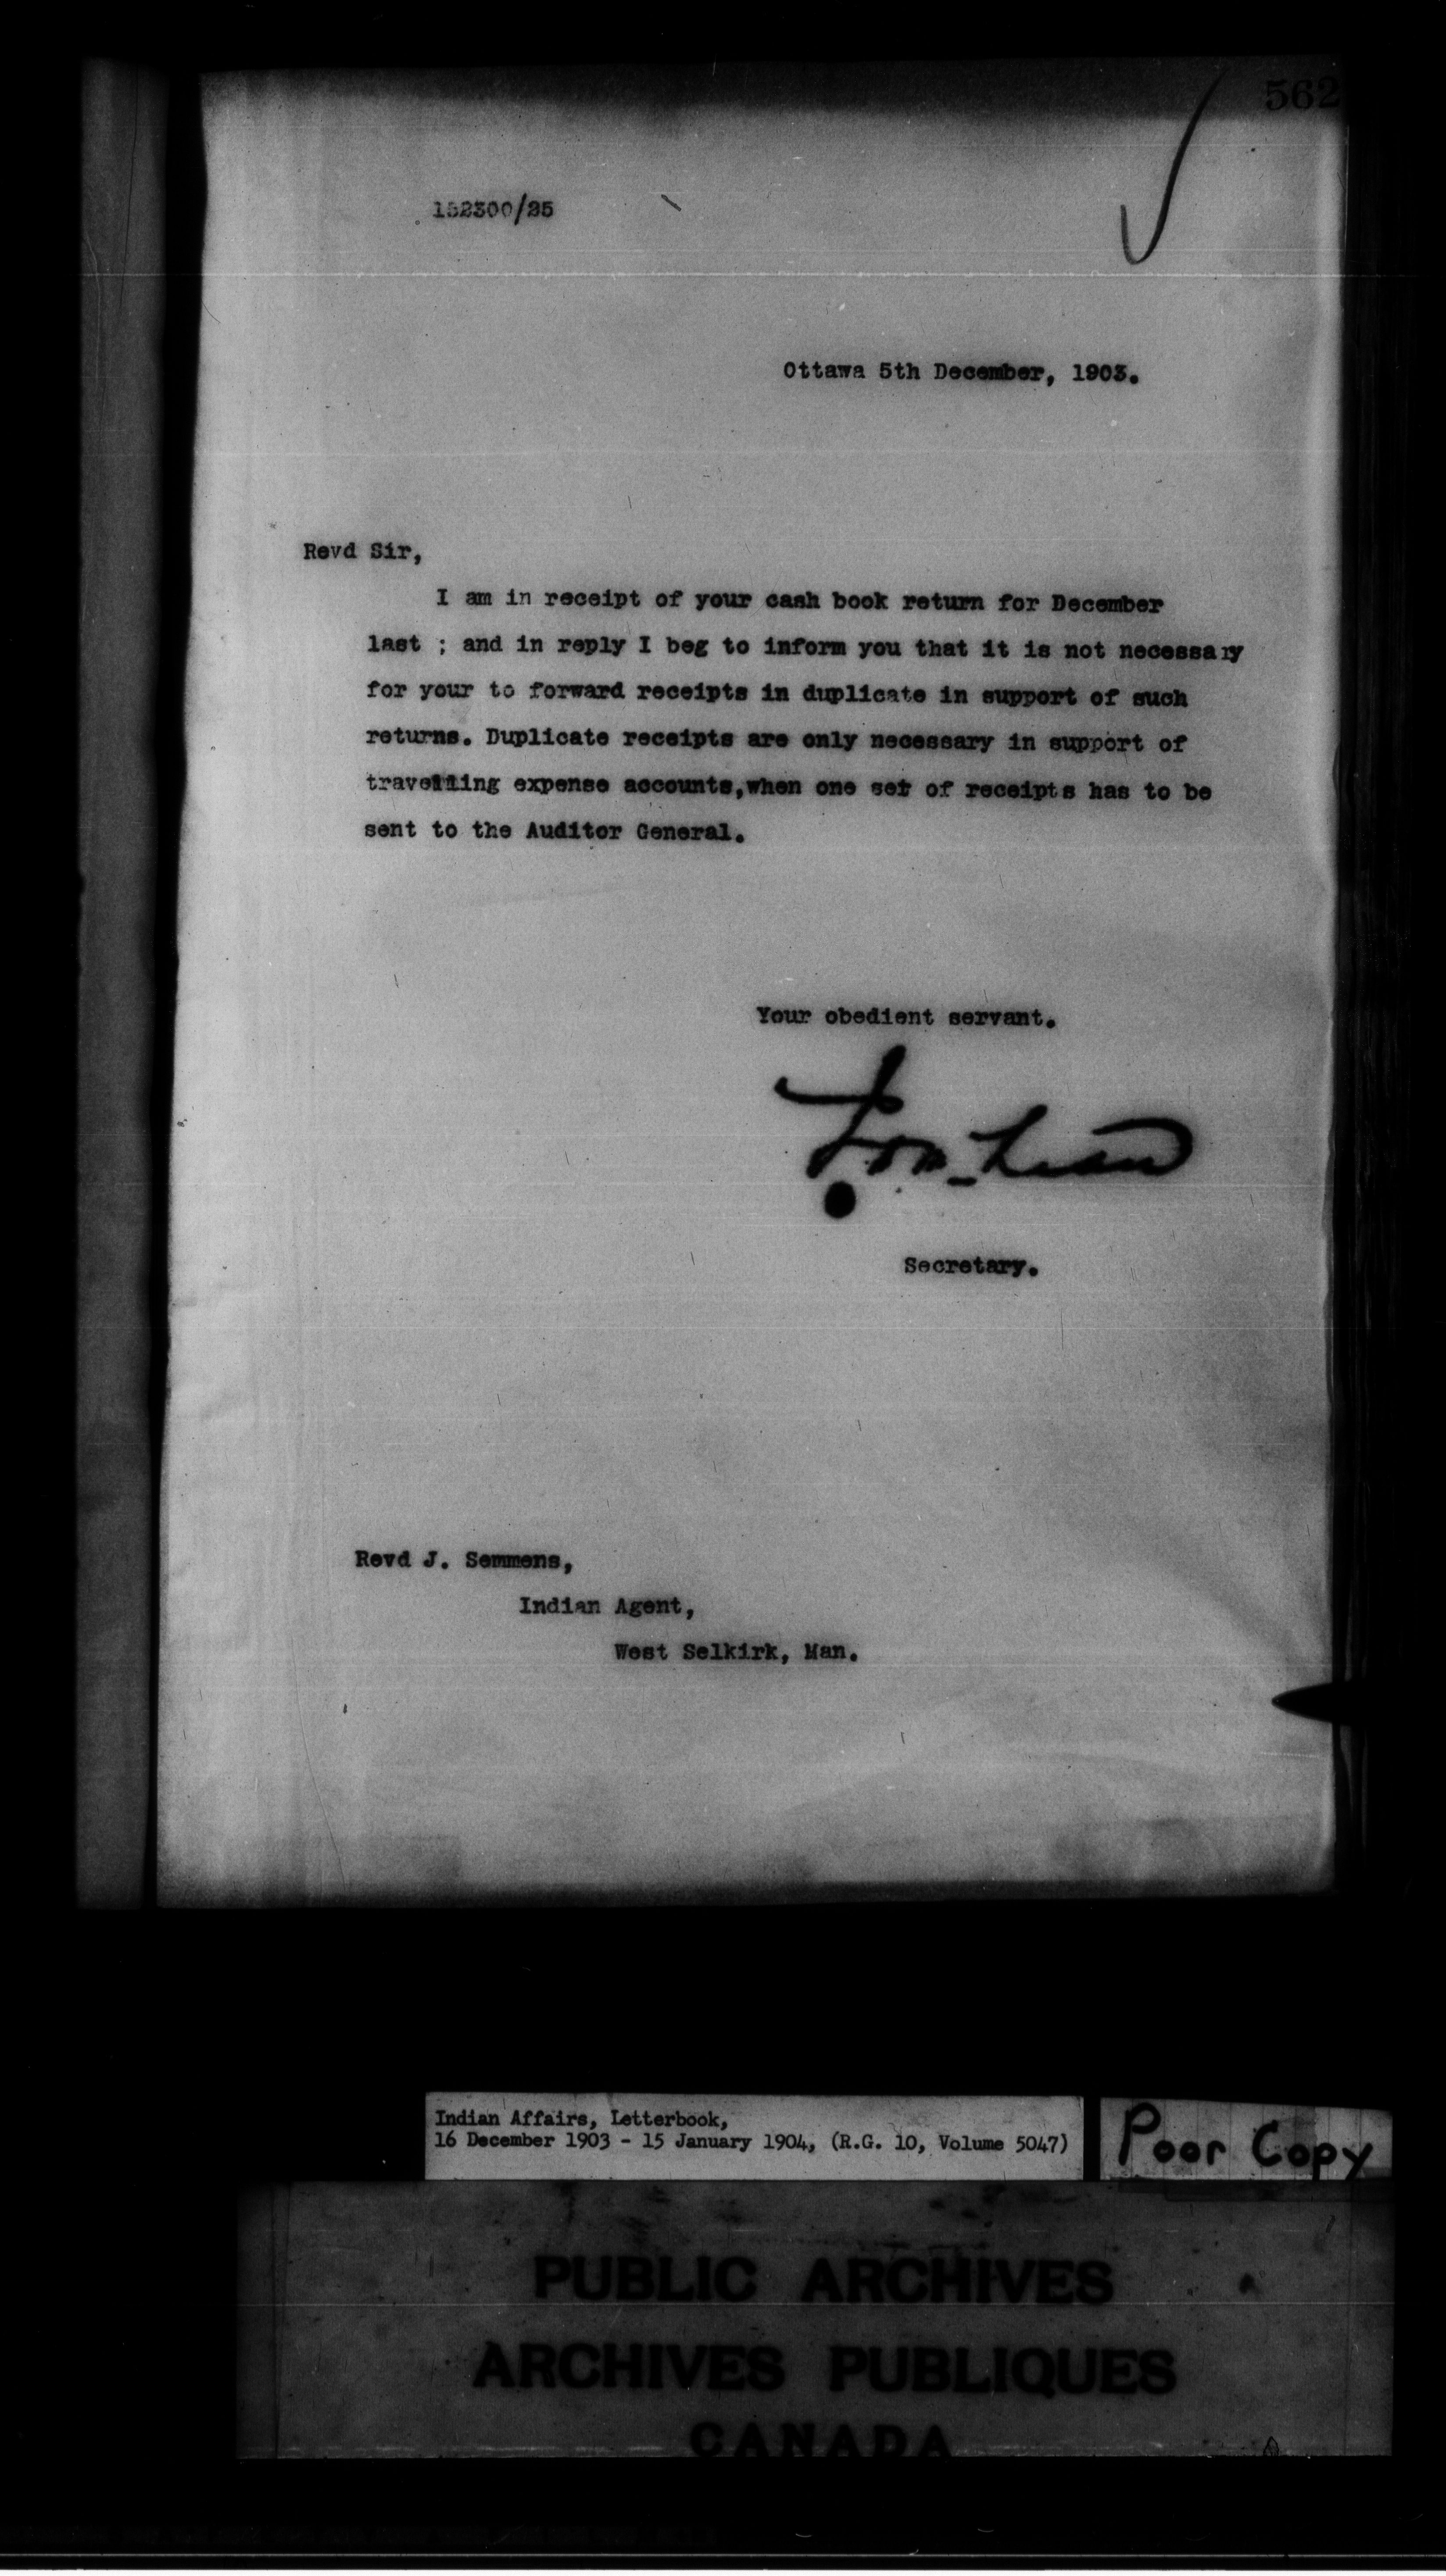 562
152300/25
Ottawa 5th December, 1903.
Revd Sir,
I am in receipt of your cash book return for December
last ; and in reply I beg to inform you that it is not necessary
for your to forward receipts in duplicate in support of such
returns. Duplicate receipts are only necessary in support of
travelling expense accounts,when one set of receipts has to be
sent to the Auditor General.
Your obedient servant.
Secretary.
Revd J. Semmens,
Indian Agent,
West Selkirk, Man.
Indian Affairs, Letterbook,
16 December 1903 - 15 January 1904, (R.G. 10, Volume 5047)
Poor Copy
PUBLIC ARCHIVES
ARCHIVES PUBLIQUES
CANADA